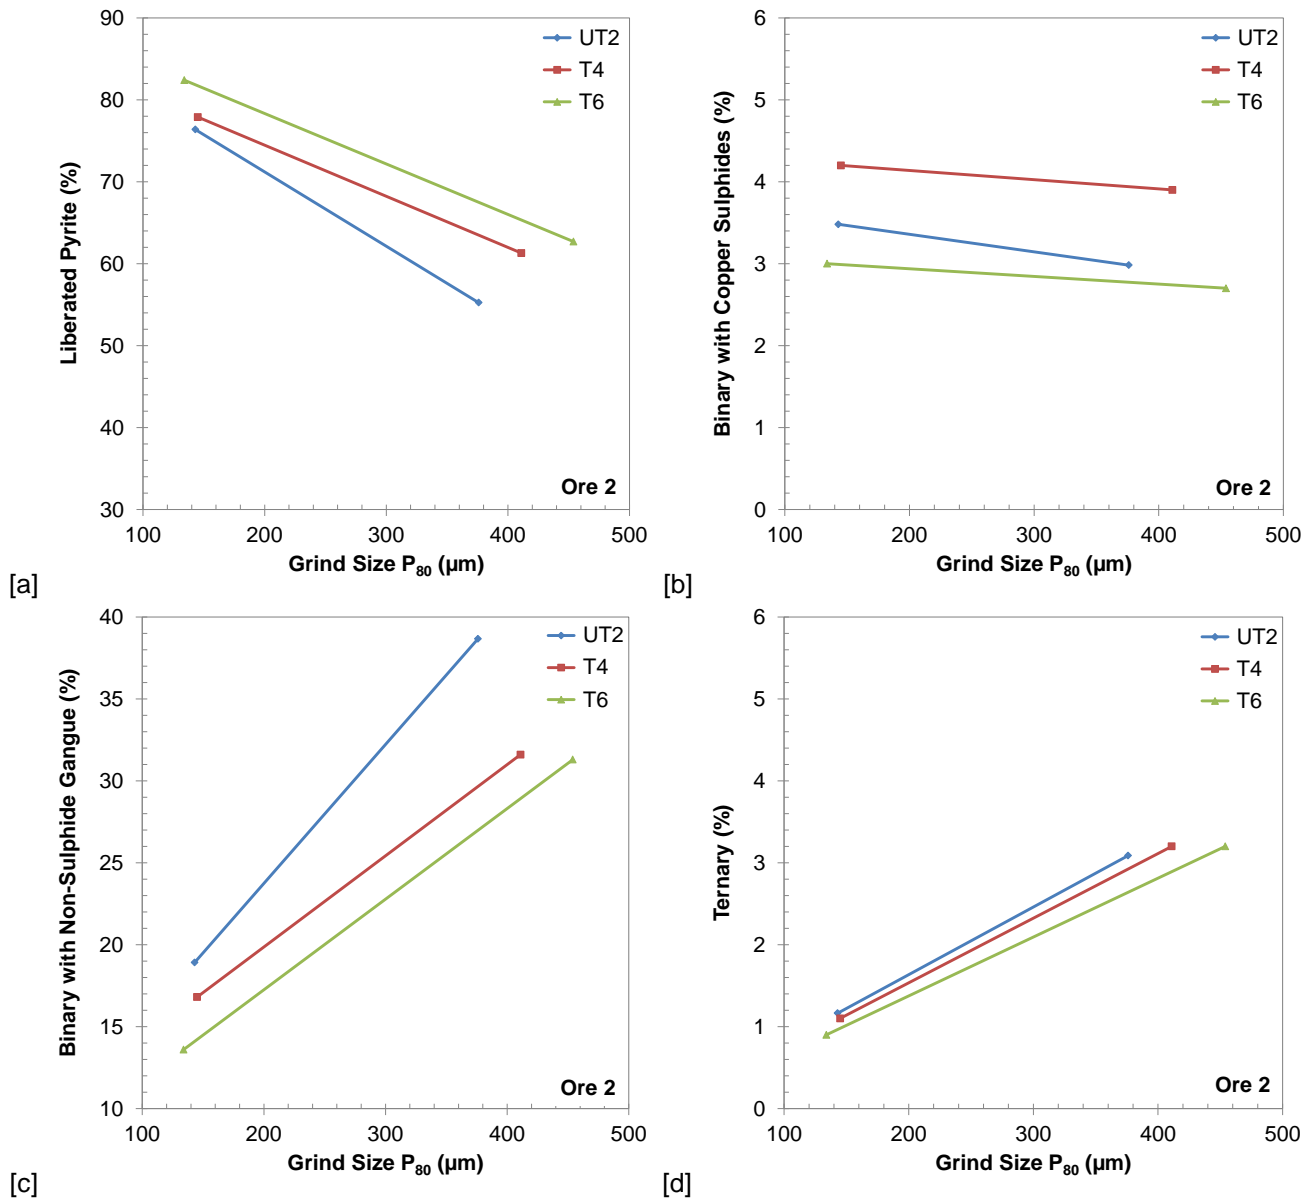 90
80
70
60
50
40
30
Liberated Pyrite (%)
UT2
T4
T6
Ore 2
100 200 300 400 500
Grind Size P80 (µm)
[a]
6
5
4
3
2
1
0
Binary with Copper Sulphides (%)
UT2
T4
T6
Ore 2
100 200 300 400 500
Grind Size P80 (µm)
[b]
40
35
30
25
20
15
10
Binary with Non-Sulphide Gangue (%)
UT2
T4
T6
Ore 2
100 200 300 400 500
Grind Size P80 (µm)
[c]
6
5
4
3
2
1
0
Ternary (%)
UT2
T4
T6
Ore 2
100 200 300 400 500
Grind Size P80 (µm)
[d]